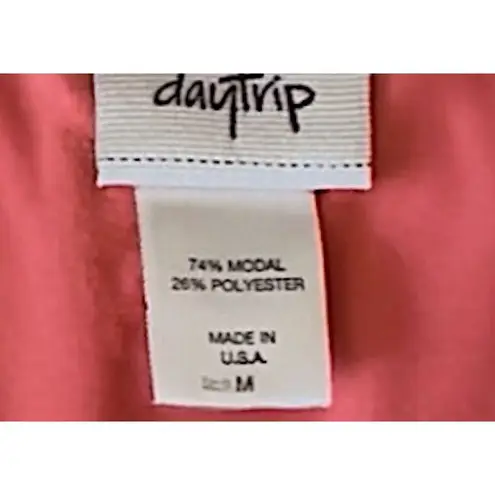 daytrip
74% MODAL
26% POLYESTER
MADE IN
U.S.A.
M